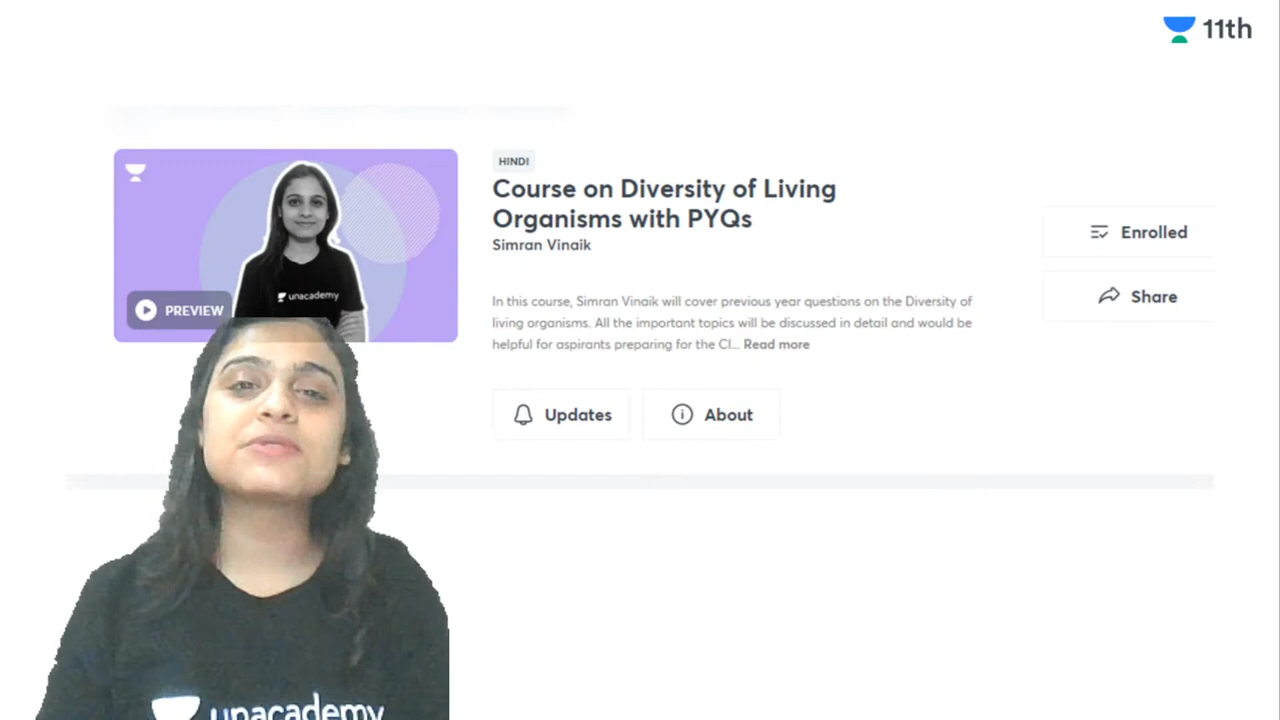 11th
HINDI
Course on Diversity of Living
Organisms with PYQs
Simran Vinaik
unacademy
PREVIEW
In this course, Simran Vinaik will cover previous year questions on the Diversity of
living organisms. All the important topics will be discussed in detail and would be
helpful for aspirants preparing for the CI... Read more
Enrolled
Share
Updates
About
unacademy